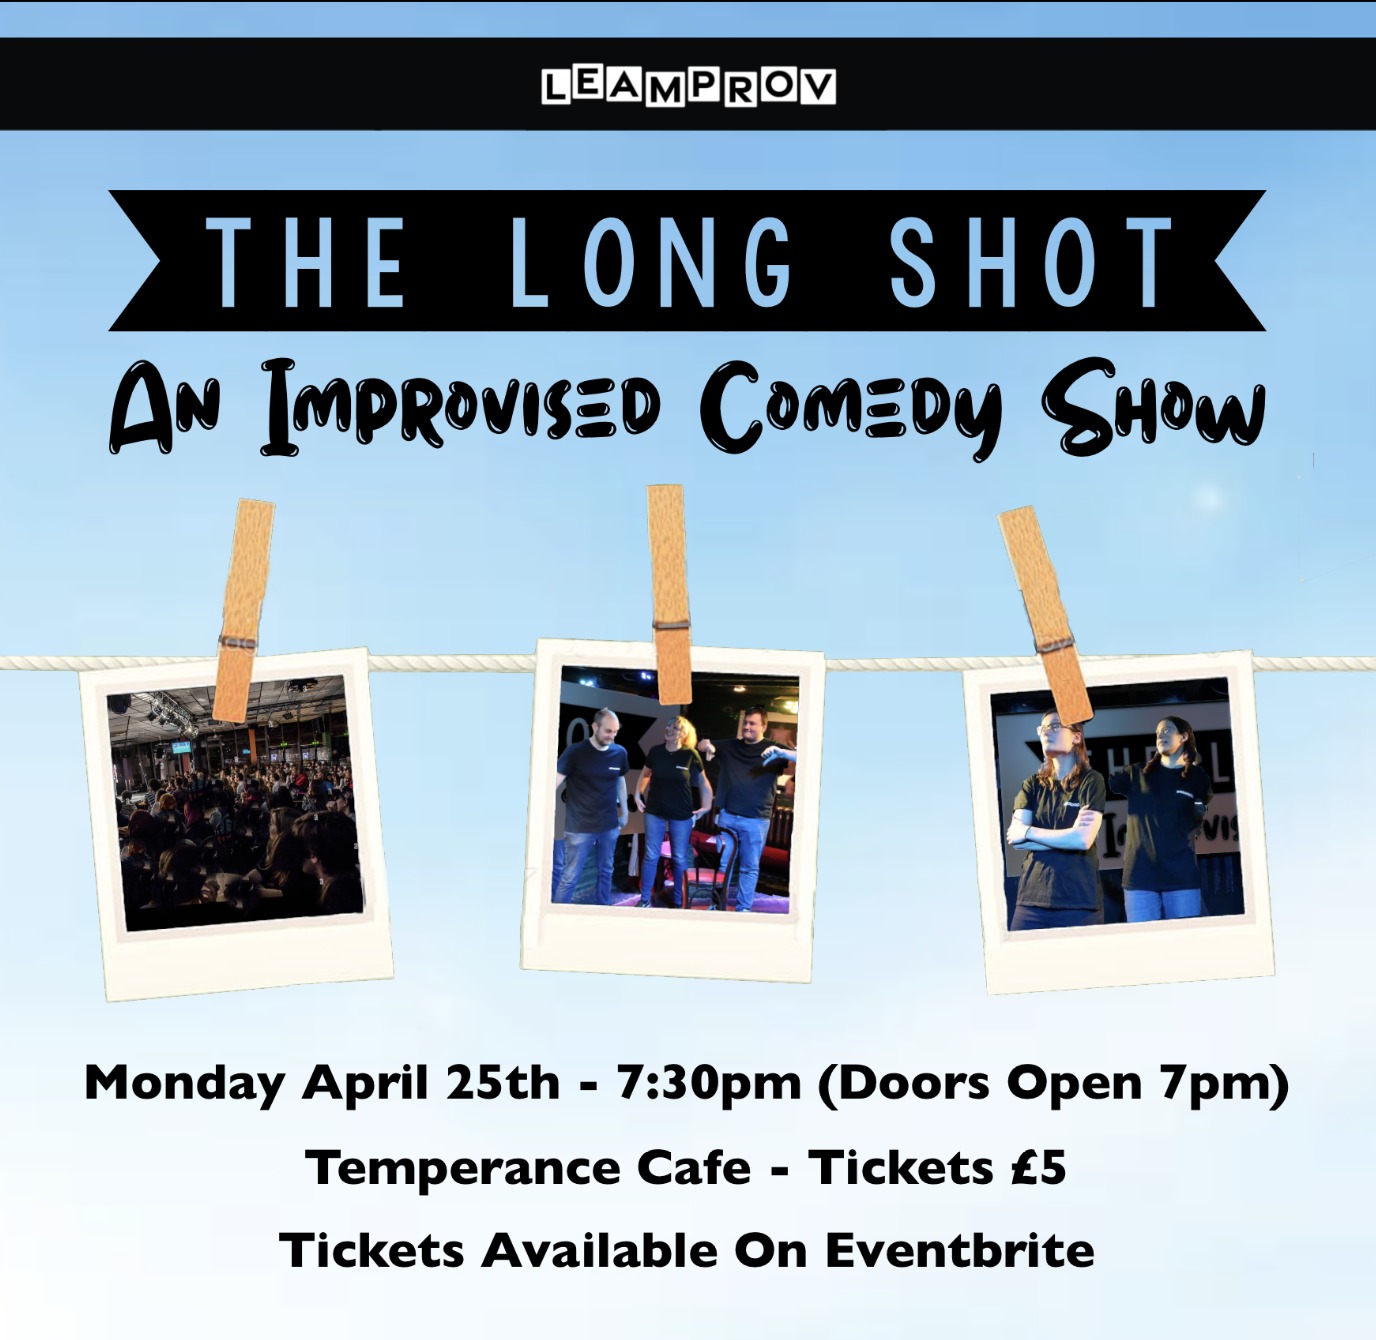 LEAMPROV
THE LONG SHOT
An Improvised Comedy Show
Monday April 25th - 7:30pm (Doors Open 7pm)
Temperance Cafe - Tickets £5
Tickets Available On Eventbrite